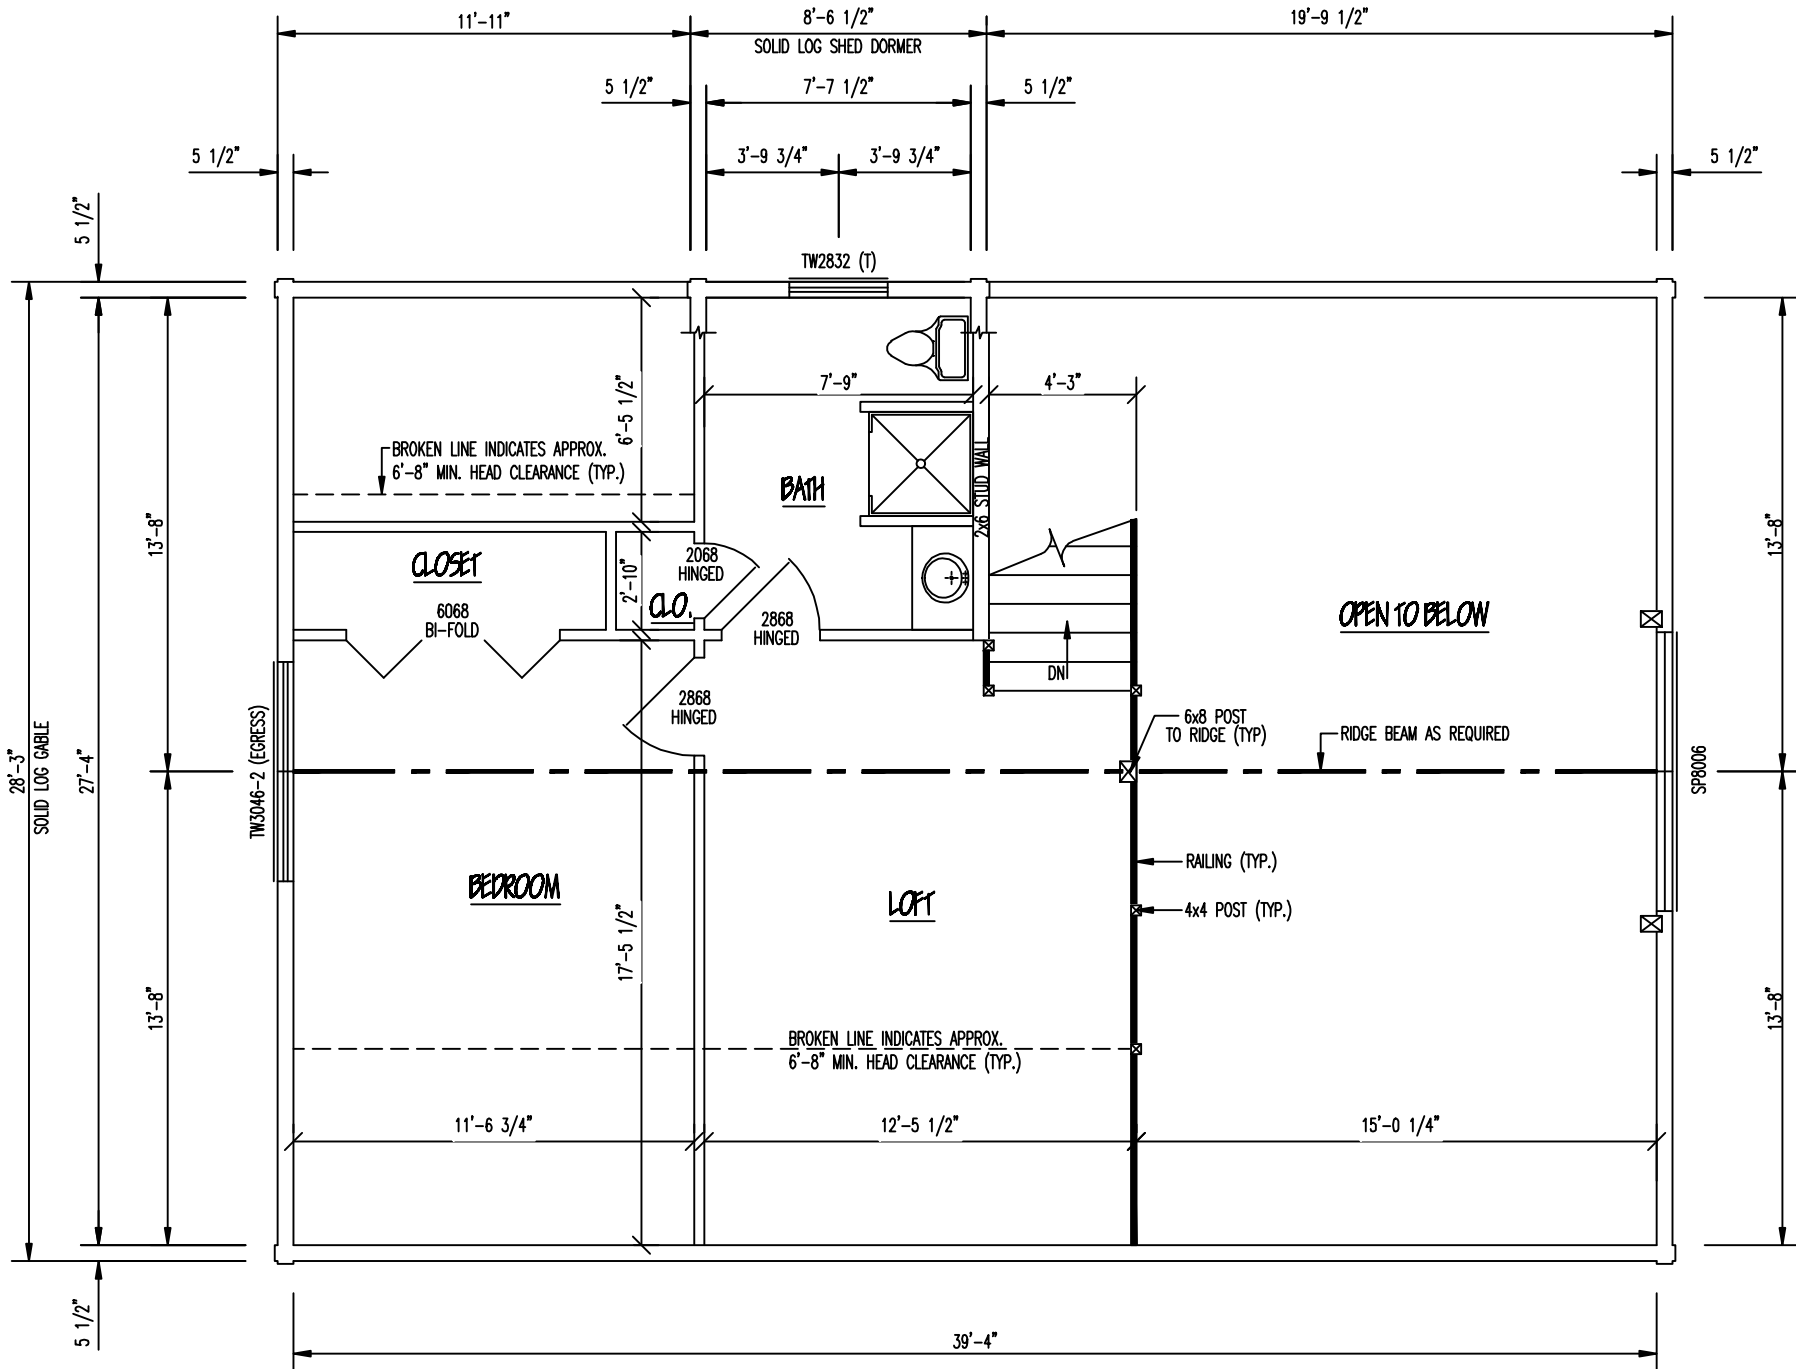 11'-11"
8'-6 1/2"
19'-9 1/2"
SOLID LOG SHED DORMER
5 1/2"
7'-7 1/2"
5 1/2"
5 1/2"
3'-9 3/4"
3'-9 3/4"
5 1/2"
5 1/2"
TW2832 (T)
7'-9"
4'-3"
6'-5 1/2"
BROKEN LINE INDICATES APPROX.
6'-8" MIN. HEAD CLEARANCE (TYP.)
BATH
2x6 STUD WALL
13'-8"
13'-8"
CLOSET
2068
HINGED
2'-10"
CLO.
6068
BI-FOLD
2868
HINGED
OPEN TO BELOW
DN
2868
HINGED
6x8 POST
TO RIDGE (TYP)
RIDGE BEAM AS REQUIRED
28'-3"
SOLID LOG GABLE
27'-4"
TW3046-2 (EGRESS)
SP8006
RAILING (TYP.)
BEDROOM
LOFT
4x4 POST (TYP.)
17'-5 1/2"
13'-8"
13'-8"
BROKEN LINE INDICATES APPROX.
6'-8" MIN. HEAD CLEARANCE (TYP.)
11'-6 3/4"
12'-5 1/2"
15'-0 1/4"
5 1/2"
39'-4"